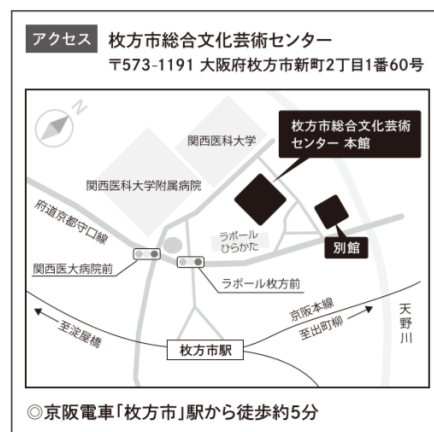 アクセス 枚方市総合文化芸術センター
〒573-1191 大阪府枚方市新町2丁目1番60号
N
関西医科大学
枚方市総合文化芸術
センター 本館
関西医科大学附属病院
府道京都守口線
ラポール
ひらかた
別館
関西医大病院前
ラポール枚方前
京阪本線
至出町柳
天野川
至淀屋橋
枚方市駅
◎京阪電車「枚方市」駅から徒歩約5分